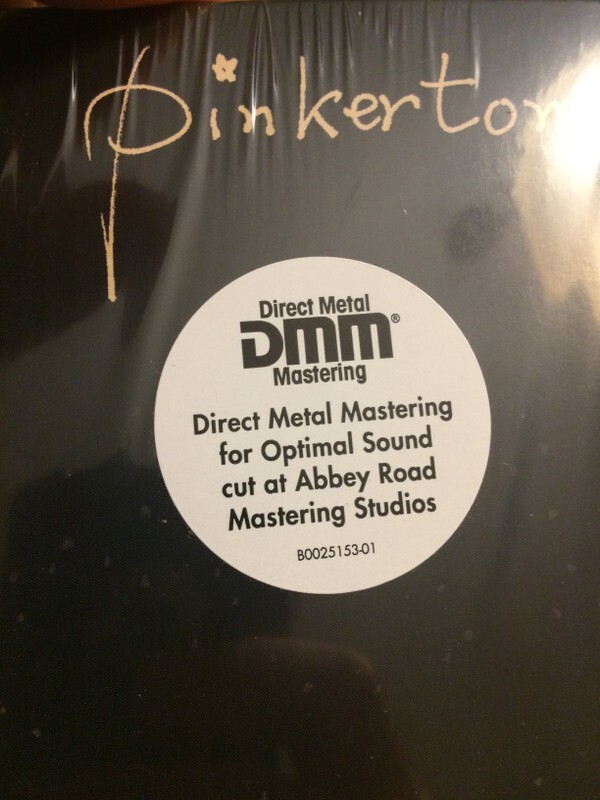 pinkerton
Direct Metal
DMM®
Mastering
Direct Metal Mastering
for Optimal Sound
cut at Abbey Road
Mastering Studios
B0025153-01